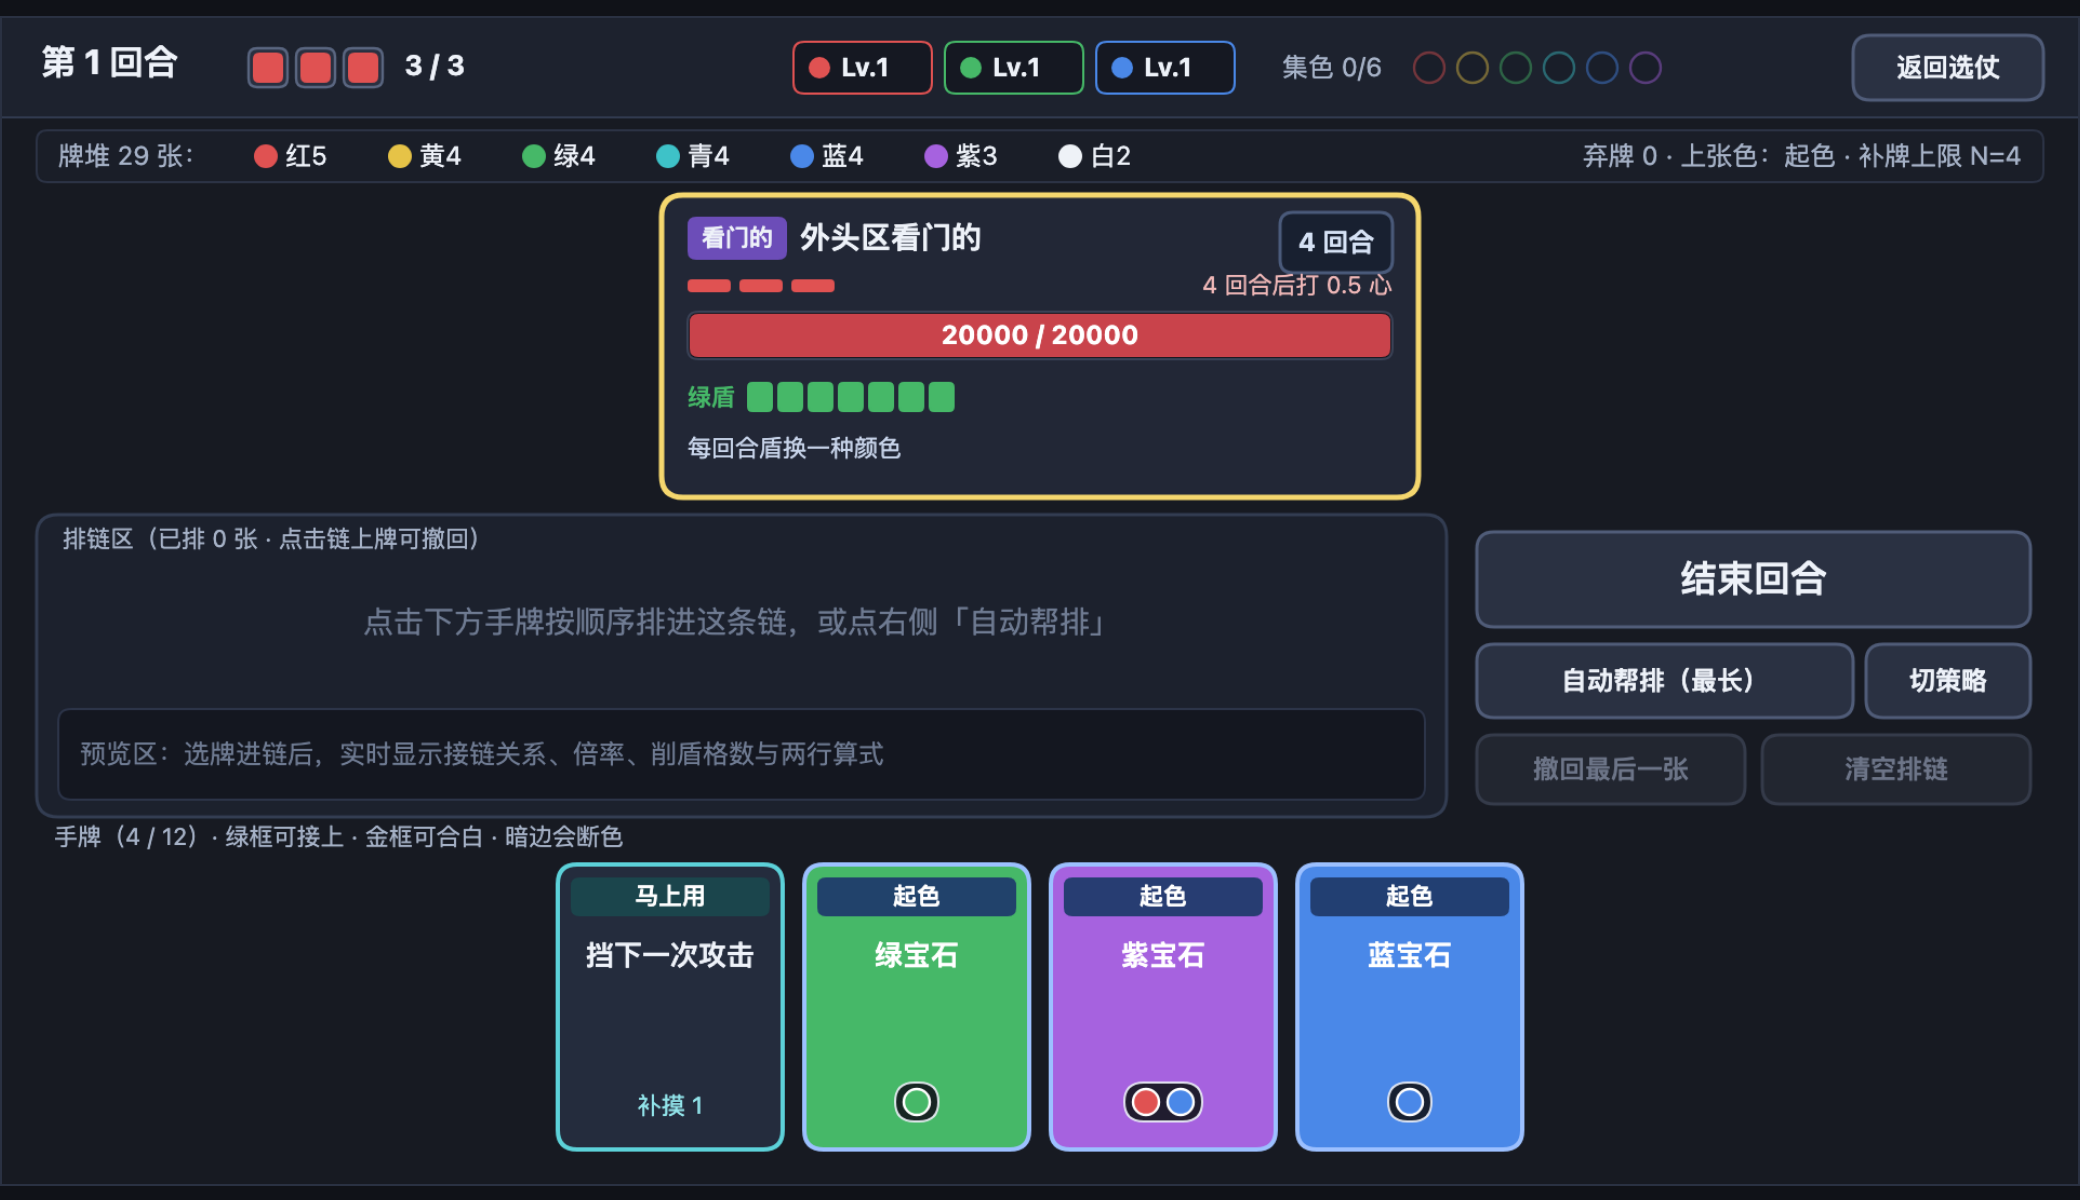 第 1 回合
3 / 3
Lv.1
Lv.1
Lv.1
集色 0/6
返回选仗
牌堆 29 张：
红5
黄4
绿4
青4
蓝4
紫3
白2
弃牌 0 · 上张色：起色 · 补牌上限 N=4
看门的
外头区看门的
4 回合
4 回合后打 0.5 心
20000 / 20000
绿盾
每回合盾换一种颜色
排链区（已排 0 张 · 点击链上牌可撤回）
点击下方手牌按顺序排进这条链，或点右侧「自动帮排」
预览区：选牌进链后，实时显示接链关系、倍率、削盾格数与两行算式
结束回合
自动帮排（最长）
切策略
撤回最后一张
清空排链
手牌（4 / 12）· 绿框可接上 · 金框可合白 · 暗边会断色
马上用
挡下一次攻击
补摸 1
起色
绿宝石
起色
紫宝石
起色
蓝宝石